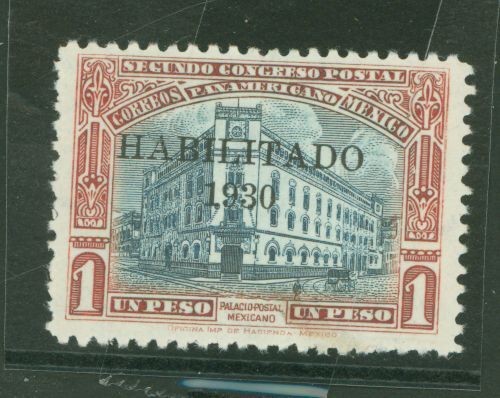 SEGUNDO CONGRESO POSTAL
CORREOS PANAMERICANO MEXICO
HABILITADO
1930
1 UN PESO PALACIO-POSTAL MEXICANO UN PESO 1
OFICINA IMP. DE HACIENDA-MEXICO